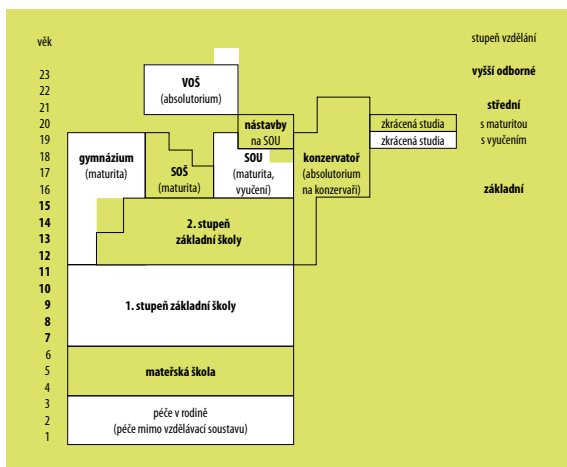 věk
stupeň vzdělání
23
22
21
20
19
18
17
16
15
14
13
12
11
10
9
8
7
6
5
4
3
2
1
VOŠ
(absolutorium)
nástavby
na SOU
gymnázium
(maturita)
SOŠ
(maturita)
SOU
(maturita,
vyučení)
konzervatoř
(absolutorium
na konzervaři)
zkrácená studia
zkrácená studia
vyšší odborné
střední
s maturitou
s vyučením
základní
2. stupeň
základní školy
1. stupeň základní školy
mateřská škola
péče v rodině
(péče mimo vzdělávací soustavu)